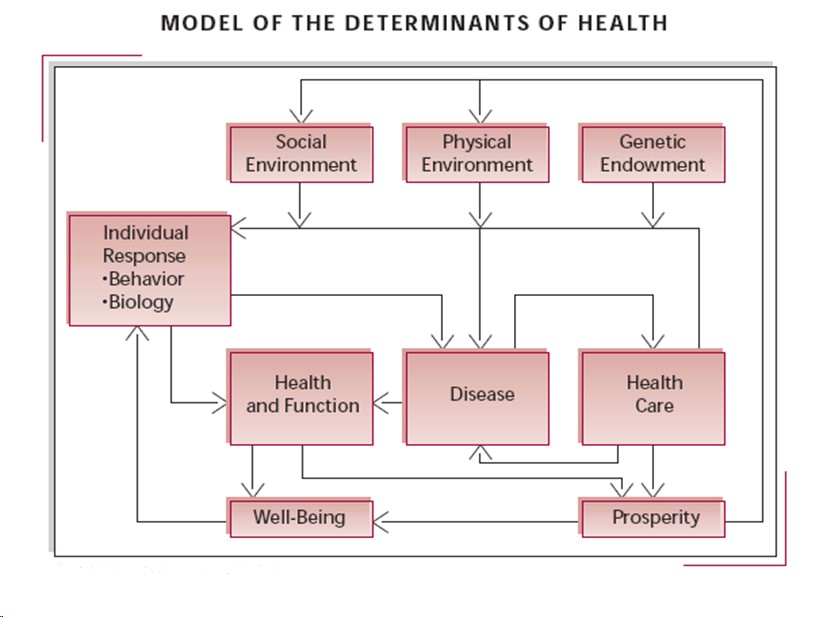 MODEL OF THE DETERMINANTS OF HEALTH
Social
Environment
Physical
Environment
Genetic
Endowment
Individual
Response
•Behavior
•Biology
Health
and Function
Disease
Health
Care
Well-Being
Prosperity